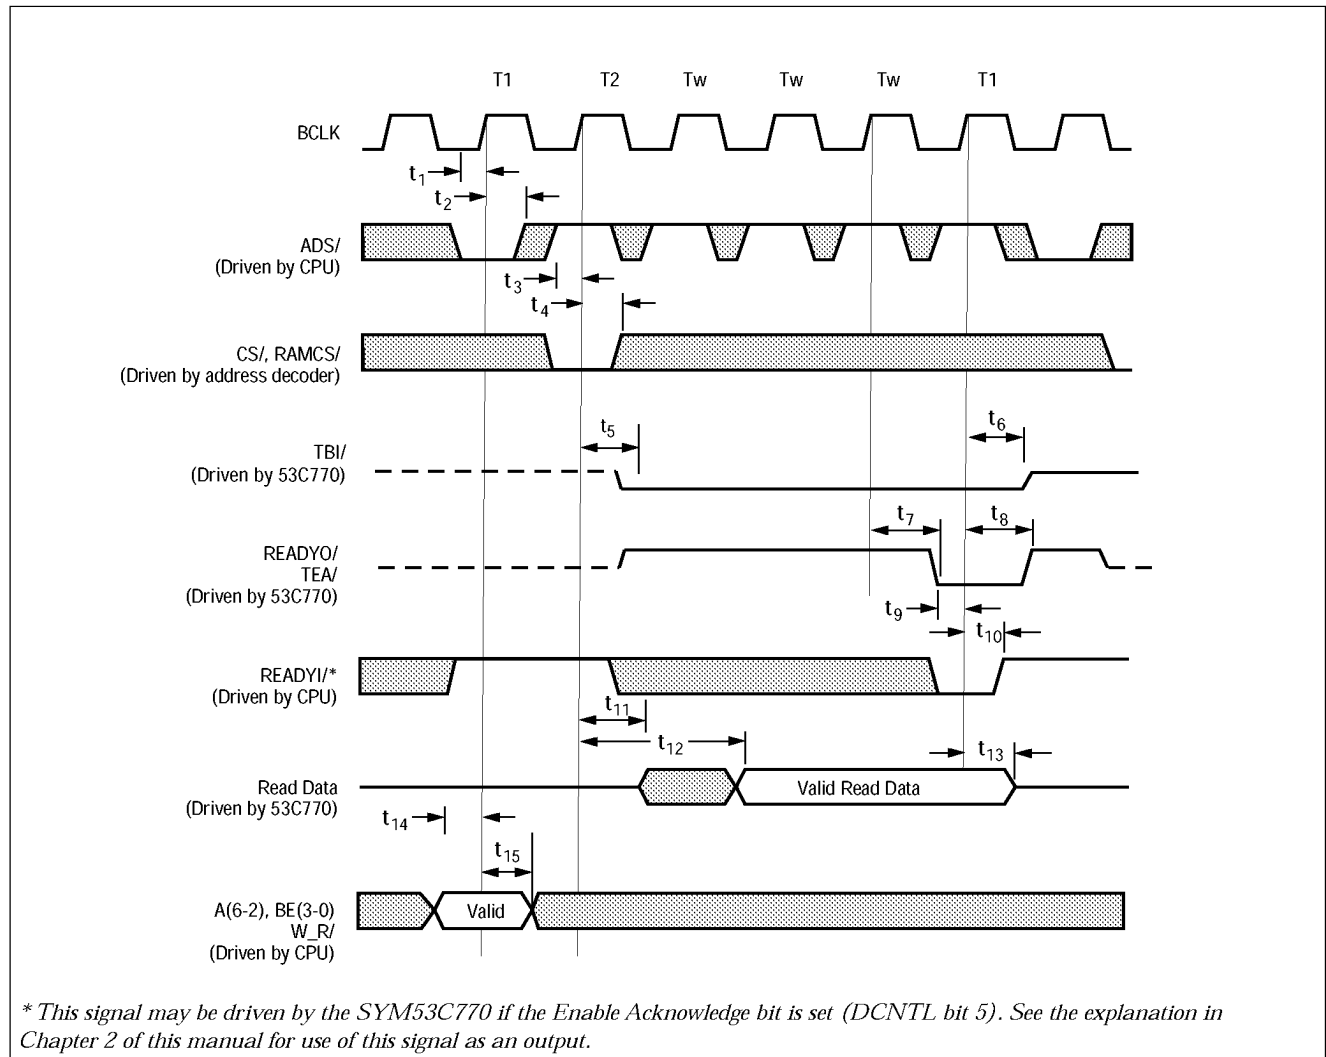 T1 T2 Tw Tw Tw T1
BCLK
t1
t2
ADS/
(Driven by CPU)
t3
t4
CS/, RAMCS/
(Driven by address decoder)
t5
t6
TBI/
(Driven by 53C770)
t7
t8
READYO/
TEA/
(Driven by 53C770)
t9
t10
READYI/*
(Driven by CPU)
t11
t12
t13
Read Data
(Driven by 53C770)
Valid Read Data
t14
t15
A(6-2), BE(3-0)
W_R/
(Driven by CPU)
Valid
* This signal may be driven by the SYM53C770 if the Enable Acknowledge bit is set (DCNTL bit 5). See the explanation in
Chapter 2 of this manual for use of this signal as an output.